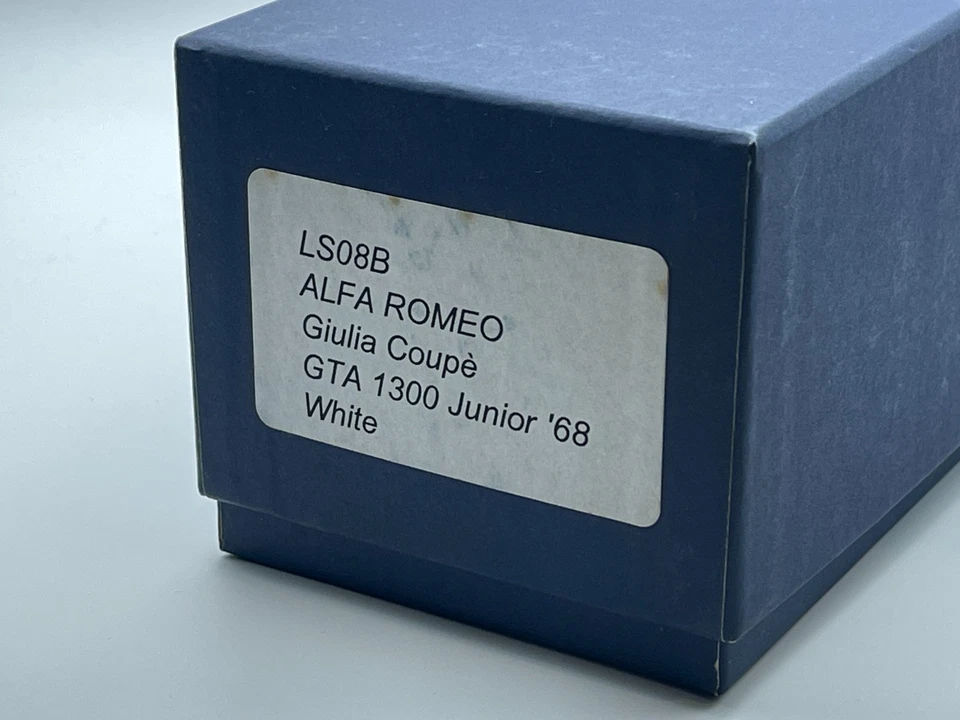 LS08B
ALFA ROMEO
Giulia Coupè
GTA 1300 Junior '68
White